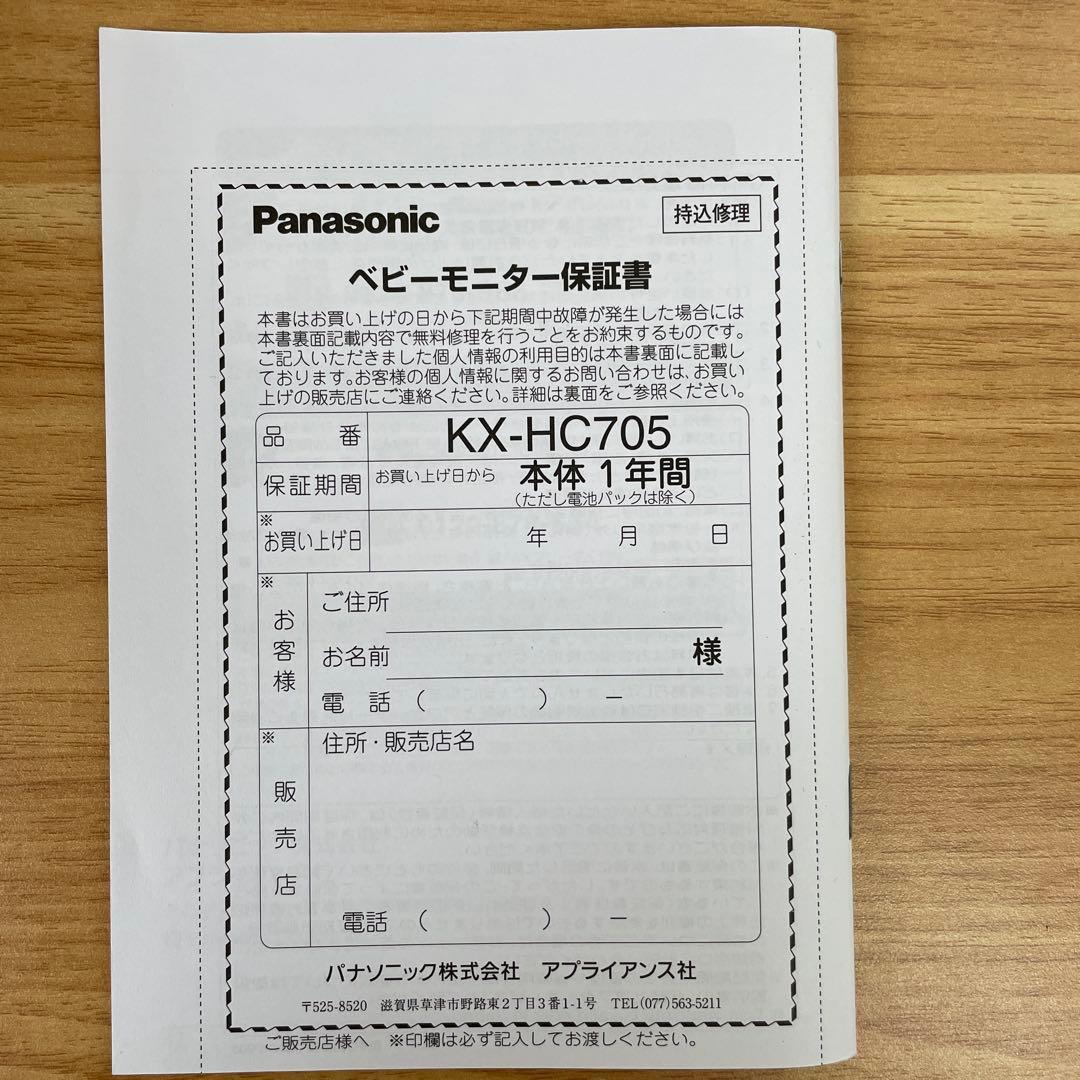 Panasonic
持込修理
ベビーモニター保証書
本書はお買い上げの日から下記期間中故障が発生した場合には
本書裏面記載内容で無料修理を行うことをお約束するものです。
ご記入いただきました個人情報の利用目的は本書裏面に記載し
ております。お客様の個人情報に関するお問い合わせは、お買い
上げの販売店にご連絡ください。詳細は裏面をご参照ください。
品番 KX-HC705
保証期間 お買い上げ日から 本体 1 年間
(ただし電池パックは除く)
※
お買い上げ日 年 月 日
※
お客様
ご住所
お名前 様
電話 ( ) ー
※
販売店
住所・販売店名
電話 ( ) ー
パナソニック株式会社 アプライアンス社
〒525-8520 滋賀県草津市野路東2丁目3番1-1号 TEL(077)563-5211
ご販売店様へ ※印欄は必ず記入してお渡しください。